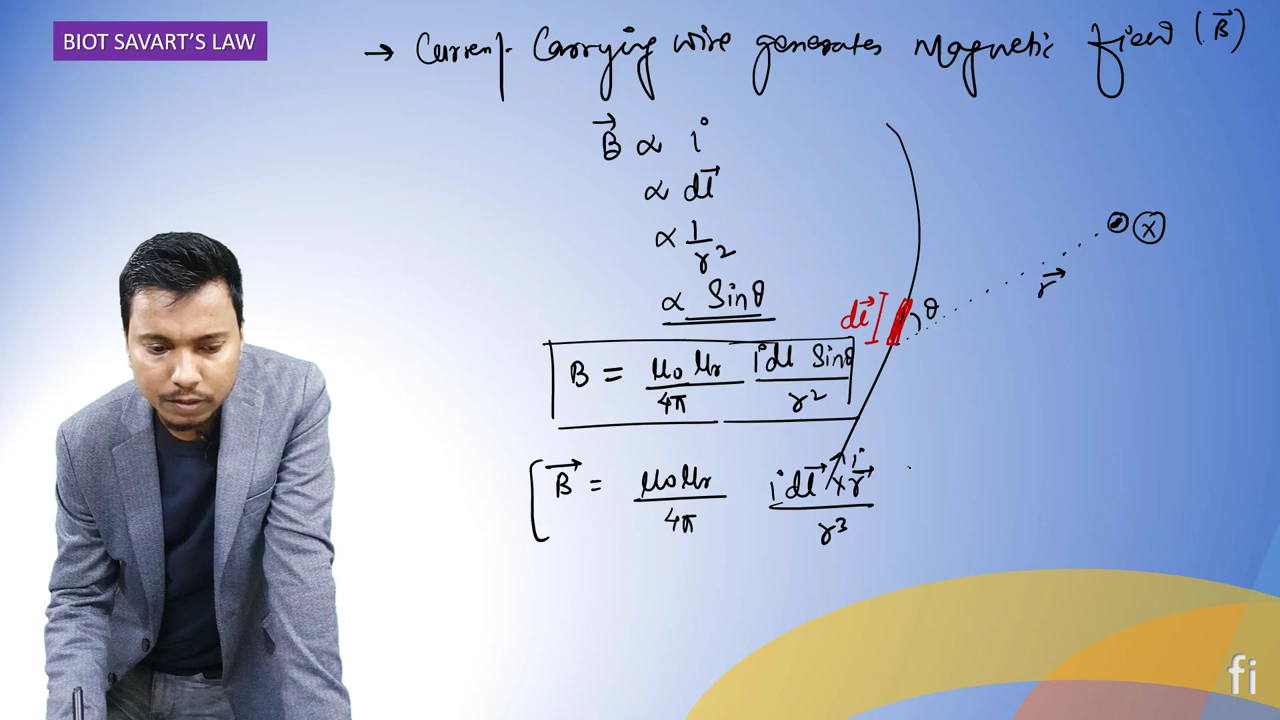 BIOT SAVART'S LAW
→ Current Carrying wire generates Magnetic field (B⃗)
B⃗ ∝ i
∝ dl⃗
∝ 1/r²
∝ Sinθ
dl⃗
θ
r⃗
x
B = μ₀μᵣ/4π idl Sinθ/r²
i
B⃗ = μ₀μᵣ/4π idl⃗ × r⃗/r³
fi